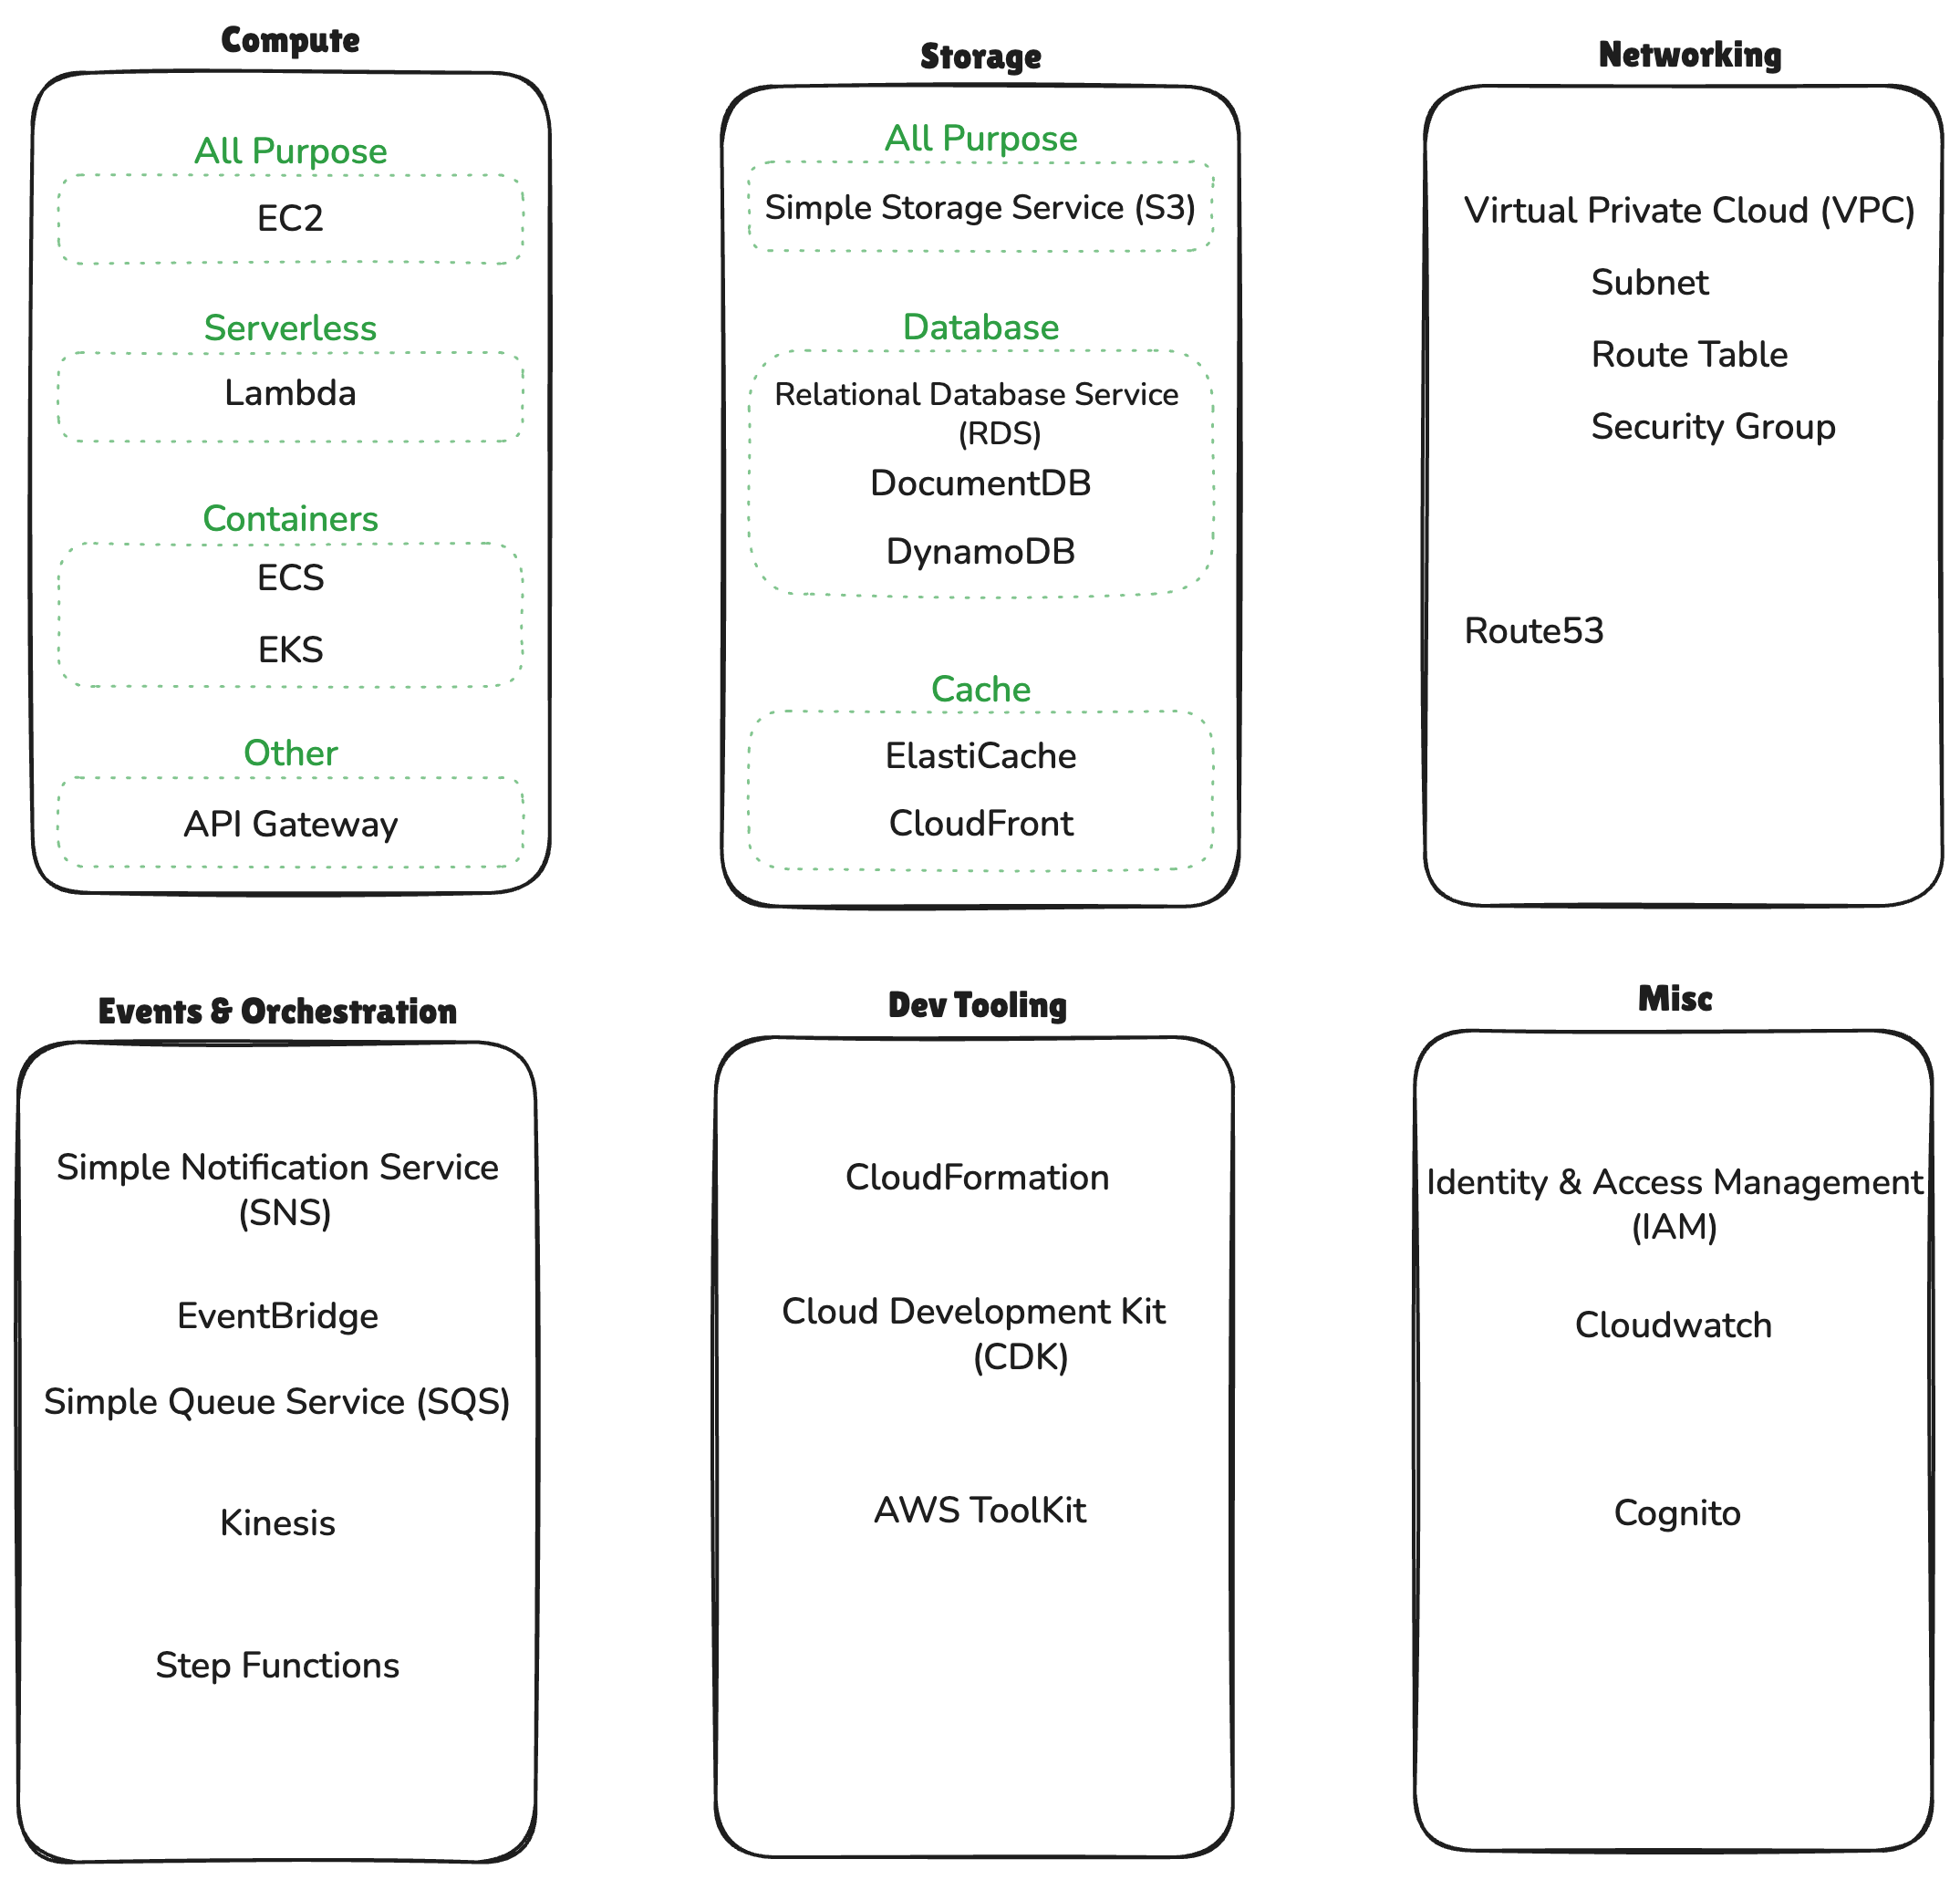 Compute
All Purpose
EC2
Serverless
Lambda
Containers
ECS
EKS
Other
API Gateway
Storage
All Purpose
Simple Storage Service (S3)
Database
Relational Database Service
(RDS)
DocumentDB
DynamoDB
Cache
ElastiCache
CloudFront
Networking
Virtual Private Cloud (VPC)
Subnet
Route Table
Security Group
Route53
Events & Orchestration
Simple Notification Service
(SNS)
EventBridge
Simple Queue Service (SQS)
Kinesis
Step Functions
Dev Tooling
CloudFormation
Cloud Development Kit
(CDK)
AWS ToolKit
Misc
Identity & Access Management
(IAM)
Cloudwatch
Cognito